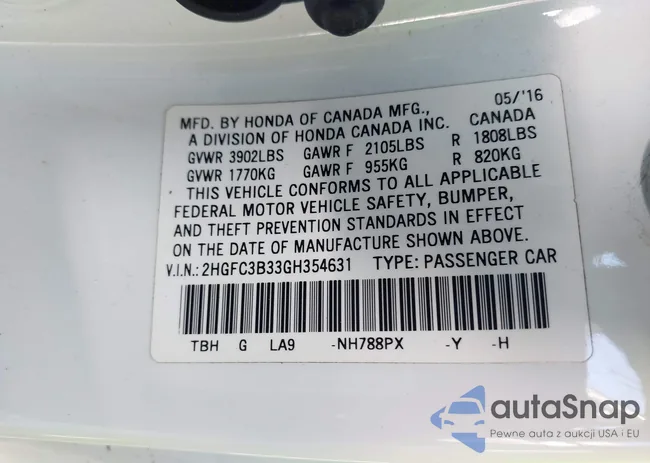 05/'16
MFD. BY HONDA OF CANADA MFG.,
A DIVISION OF HONDA CANADA INC. CANADA
GVWR 3902LBS GAWR F 2105LBS R 1808LBS
GVWR 1770KG GAWR F 955KG R 820KG
THIS VEHICLE CONFORMS TO ALL APPLICABLE
FEDERAL MOTOR VEHICLE SAFETY, BUMPER,
AND THEFT PREVENTION STANDARDS IN EFFECT
ON THE DATE OF MANUFACTURE SHOWN ABOVE.
V.I.N.: 2HGFC3B33GH354631 TYPE: PASSENGER CAR
TBH G LA9 -NH788PX -Y -H
autaSnap
Pewne auta z aukcji USA i EU